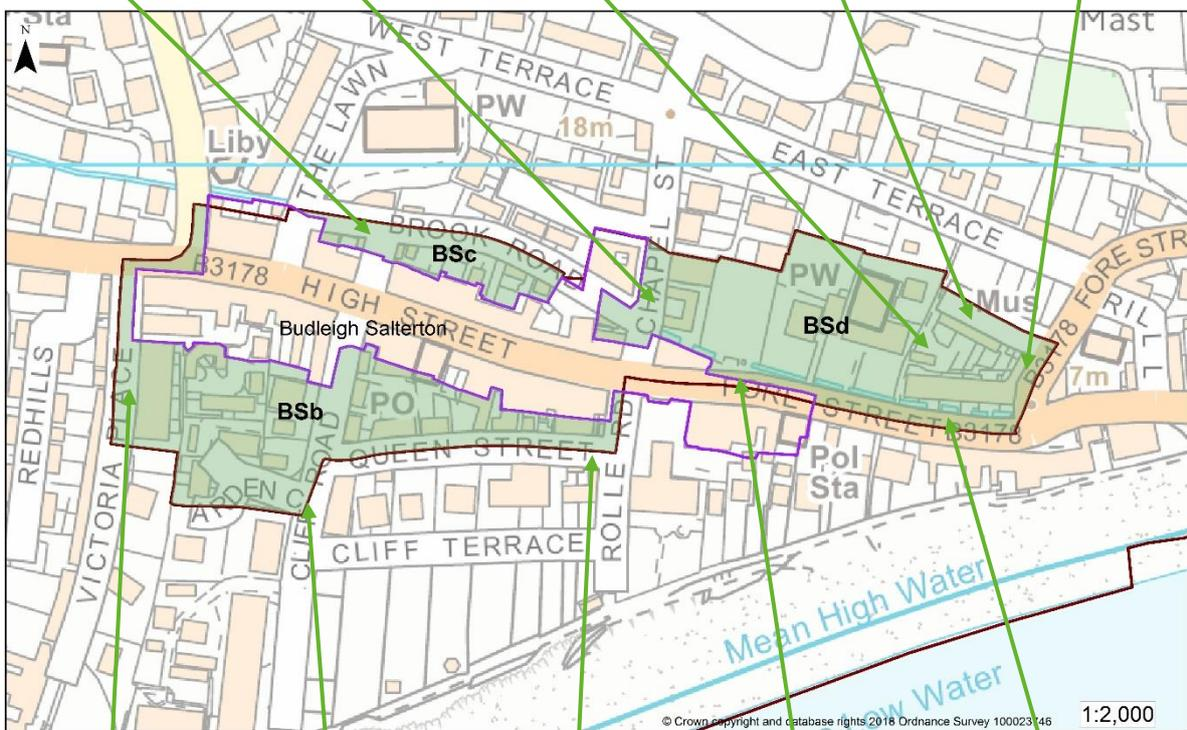 Sta
Mast
N
WEST TERRACE
THE LAWN
PW
18m
Liby
EAST TERRACE
CHAPEL ST
BROOK ROAD
BSc
PW
Mus
FORE STR
B3178
HIGH STREET
BSd
B3178
7m
Budleigh Salterton
FORE STREET
B3178
REDHILLS
VICTORIA PLACE
BSb
PO
QUEEN STREET
Pol
Sta
ARDEN C
CLIFF ROAD
ROLLE RD
CLIFF TERRACE
Mean High Water
Low Water
© Crown copyright and database rights 2018 Ordnance Survey 100023746
1:2,000